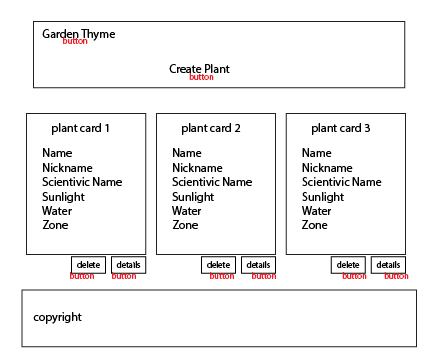 Garden Thyme
button
Create Plant
button
plant card 1
Name
Nickname
Scientivic Name
Sunlight
Water
Zone
delete
button
details
button
plant card 2
Name
Nickname
Scientivic Name
Sunlight
Water
Zone
delete
button
details
button
plant card 3
Name
Nickname
Scientivic Name
Sunlight
Water
Zone
delete
button
details
button
copyright